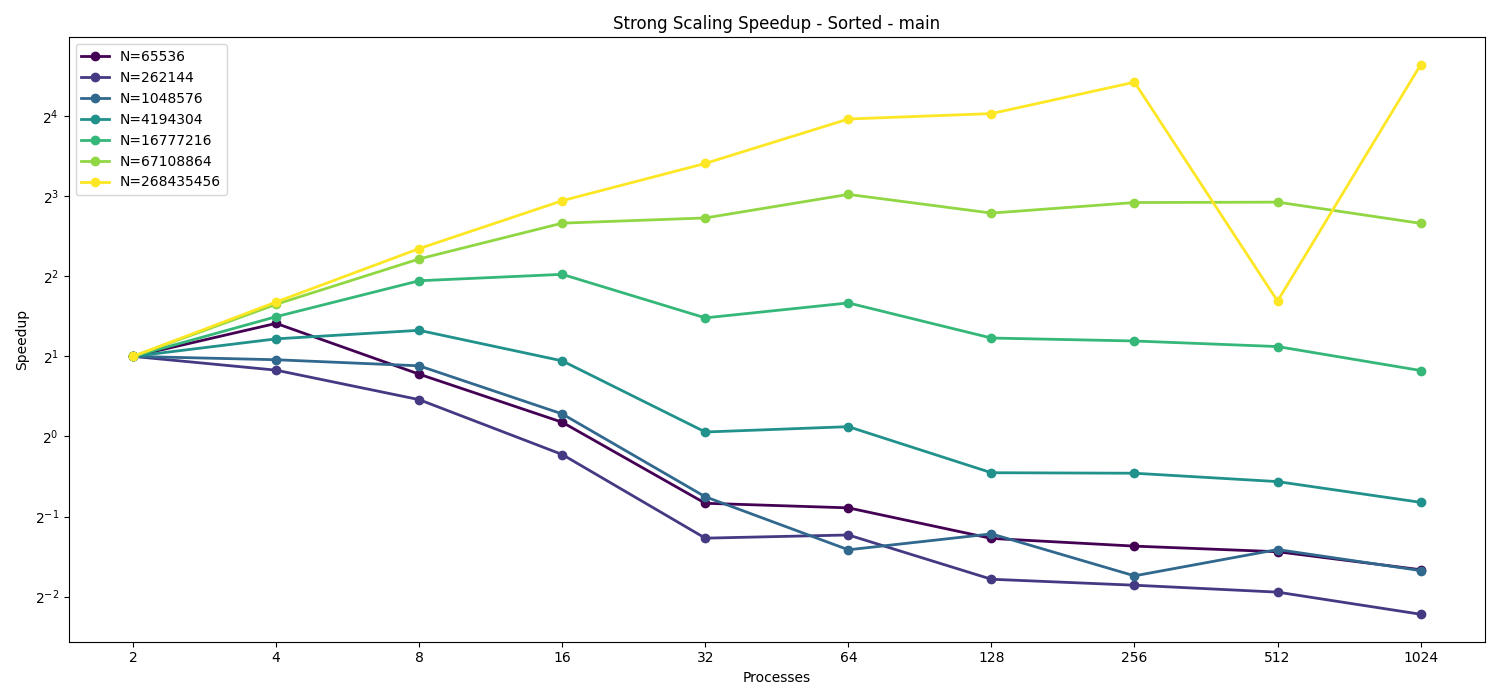 Strong Scaling Speedup - Sorted - main
N=65536
N=262144
N=1048576
N=4194304
N=16777216
N=67108864
N=268435456
Speedup
2^4
2^3
2^2
2^1
2^0
2^−1
2^−2
2 4 8 16 32 64 128 256 512 1024
Processes